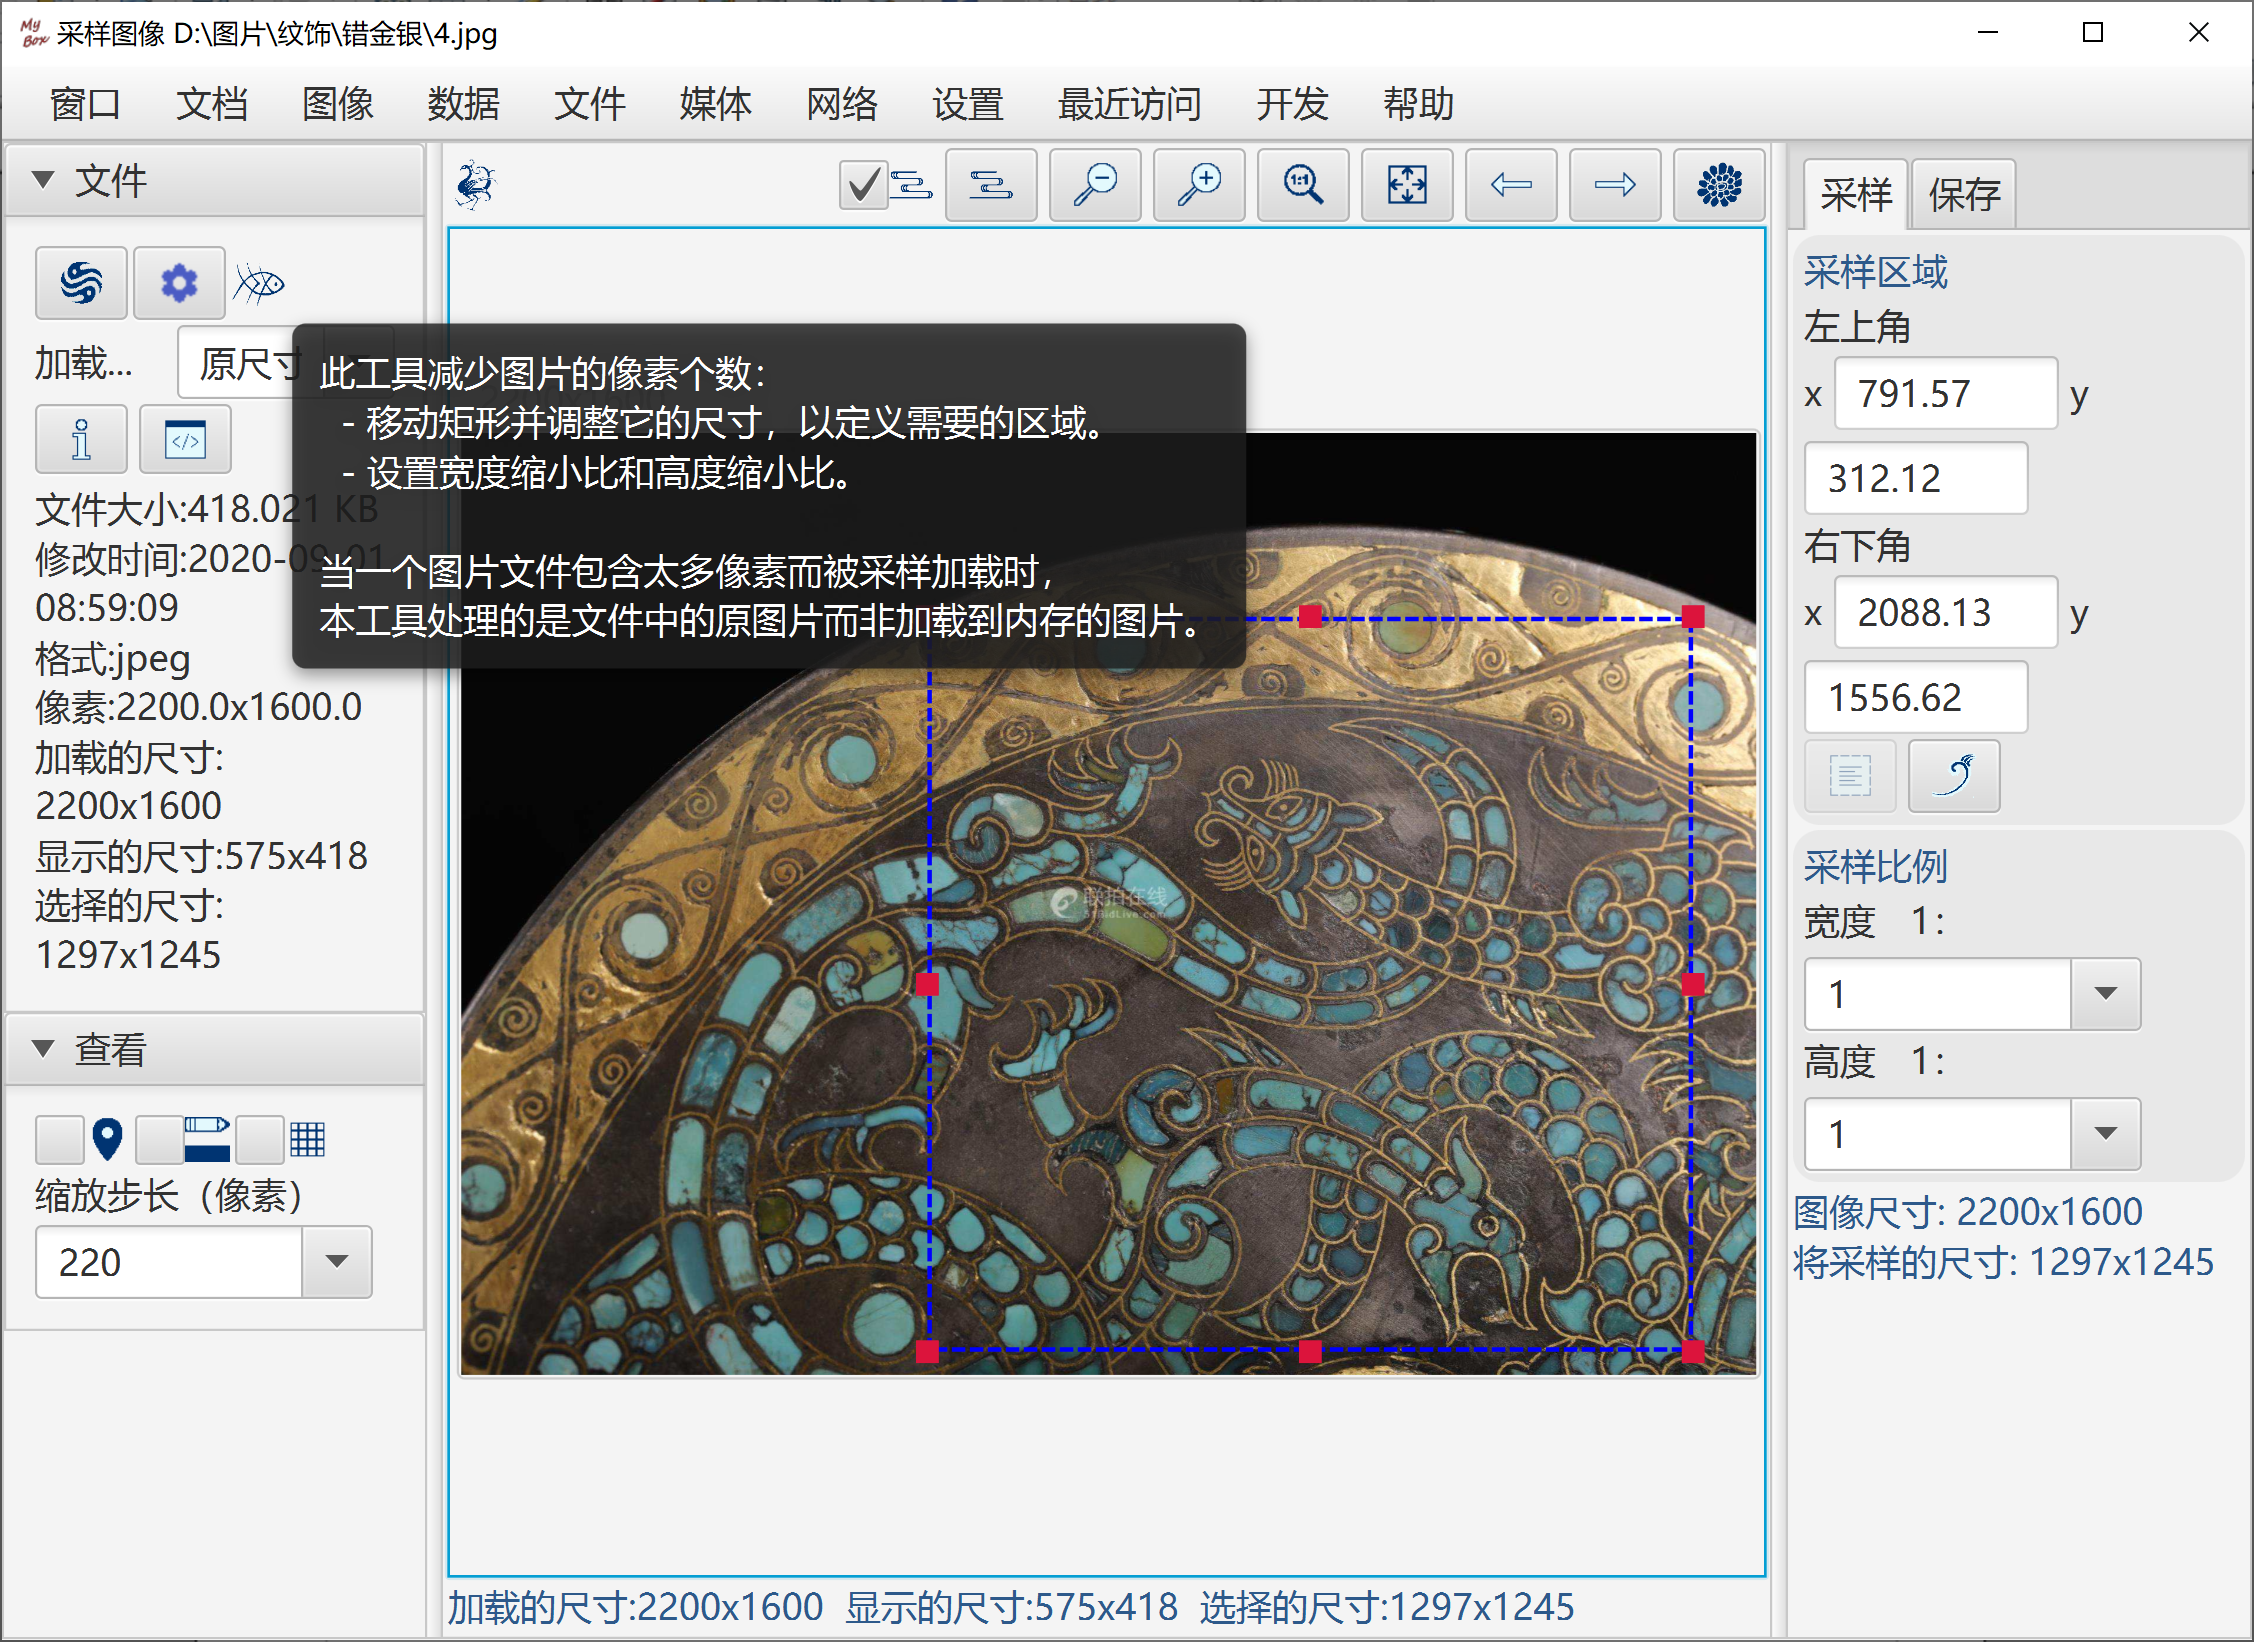 My Box 采样图像 D:\图片\纹饰\错金银\4.jpg
窗口 文档 图像 数据 文件 媒体 网络 设置 最近访问 开发 帮助
文件
加载... 原尺寸
文件大小:418.021 KB
修改时间:2020-09-01
08:59:09
格式:jpeg
像素:2200.0x1600.0
加载的尺寸:
2200x1600
显示的尺寸:575x418
选择的尺寸:
1297x1245
查看
缩放步长（像素）
220
此工具减少图片的像素个数：
- 移动矩形并调整它的尺寸，以定义需要的区域。
- 设置宽度缩小比和高度缩小比。
当一个图片文件包含太多像素而被采样加载时，
本工具处理的是文件中的原图片而非加载到内存的图片。
1:1
联拍在线
51BidLive.com
加载的尺寸:2200x1600 显示的尺寸:575x418 选择的尺寸:1297x1245
采样 保存
采样区域
左上角
x 791.57 y
312.12
右下角
x 2088.13 y
1556.62
采样比例
宽度 1:
1
高度 1:
1
图像尺寸: 2200x1600
将采样的尺寸: 1297x1245